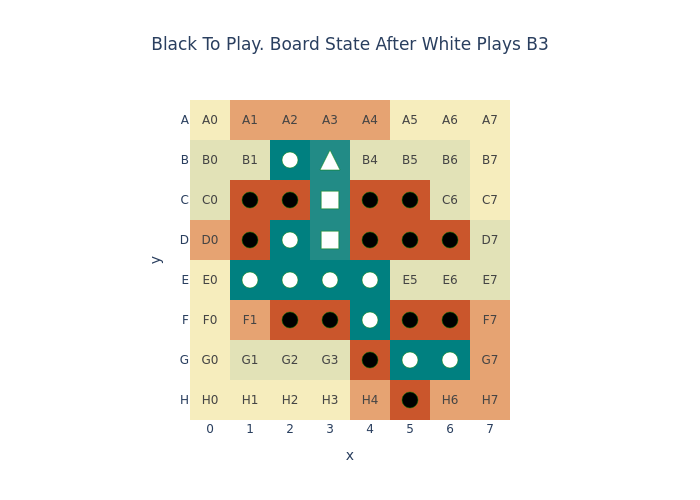 Black To Play. Board State After White Plays B3
A A0 A1 A2 A3 A4 A5 A6 A7
B B0 B1 B4 B5 B6 B7
C C0 C6 C7
D D0 D7
y
E E0 E5 E6 E7
F F0 F1 F7
G G0 G1 G2 G3 G7
H H0 H1 H2 H3 H4 H6 H7
0 1 2 3 4 5 6 7
x